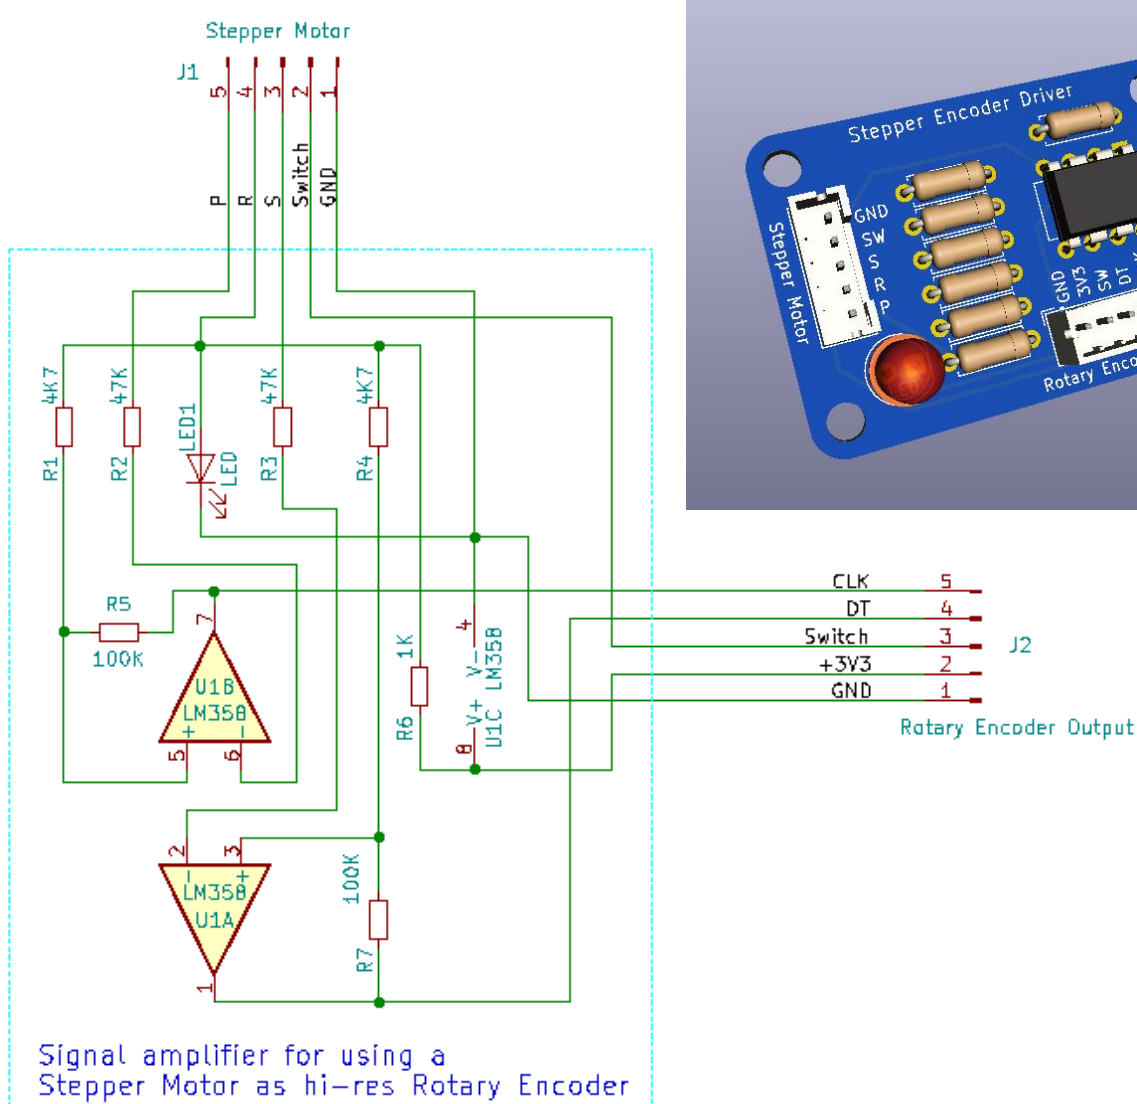 Stepper Motor
J1
5
4
3
2
1
P
R
S
Switch
GND
4K7
R1
47K
R2
LED1
LED
47K
R3
4K7
R4
R5
100K
7
U1B
LM358
+
–
5
6
1K
R6
4
V–
LM358
V+
U1C
8
2
3
–
+
LM358
U1A
1
100K
R7
CLK 5
DT 4
Switch 3
+3V3 2
GND 1
J2
Rotary Encoder Output
Signal amplifier for using a
Stepper Motor as hi-res Rotary Encoder
Stepper Encoder Driver
Stepper Motor
GND
SW
S
R
P
GND
3V3
SW
DT
Rotary Enco